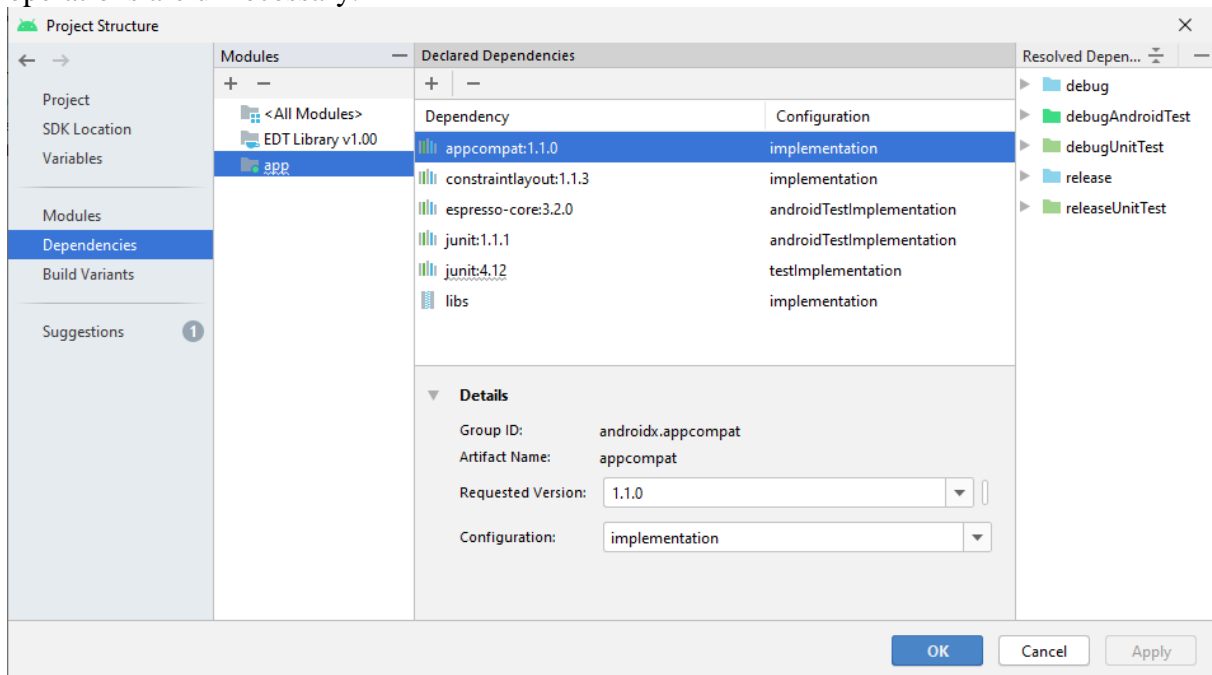 Project Structure
Project
SDK Location
Variables
Modules
Dependencies
Build Variants
Suggestions
1
Modules
<All Modules>
EDT Library v1.00
app
Declared Dependencies
Dependency Configuration
appcompat:1.1.0 implementation
constraintlayout:1.1.3 implementation
espresso-core:3.2.0 androidTestImplementation
junit:1.1.1 androidTestImplementation
junit:4.12 testImplementation
libs implementation
Details
Group ID: androidx.appcompat
Artifact Name: appcompat
Requested Version: 1.1.0
Configuration: implementation
Resolved Depen...
debug
debugAndroidTest
debugUnitTest
release
releaseUnitTest
OK
Cancel
Apply